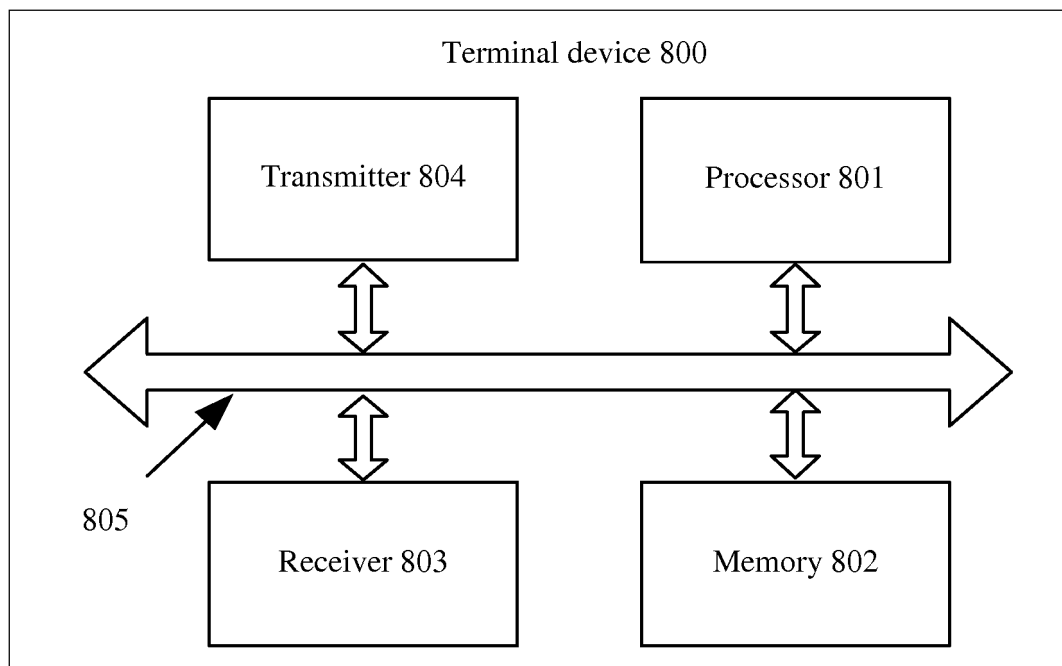 Terminal device 800
Transmitter 804
Processor 801
805
Receiver 803
Memory 802